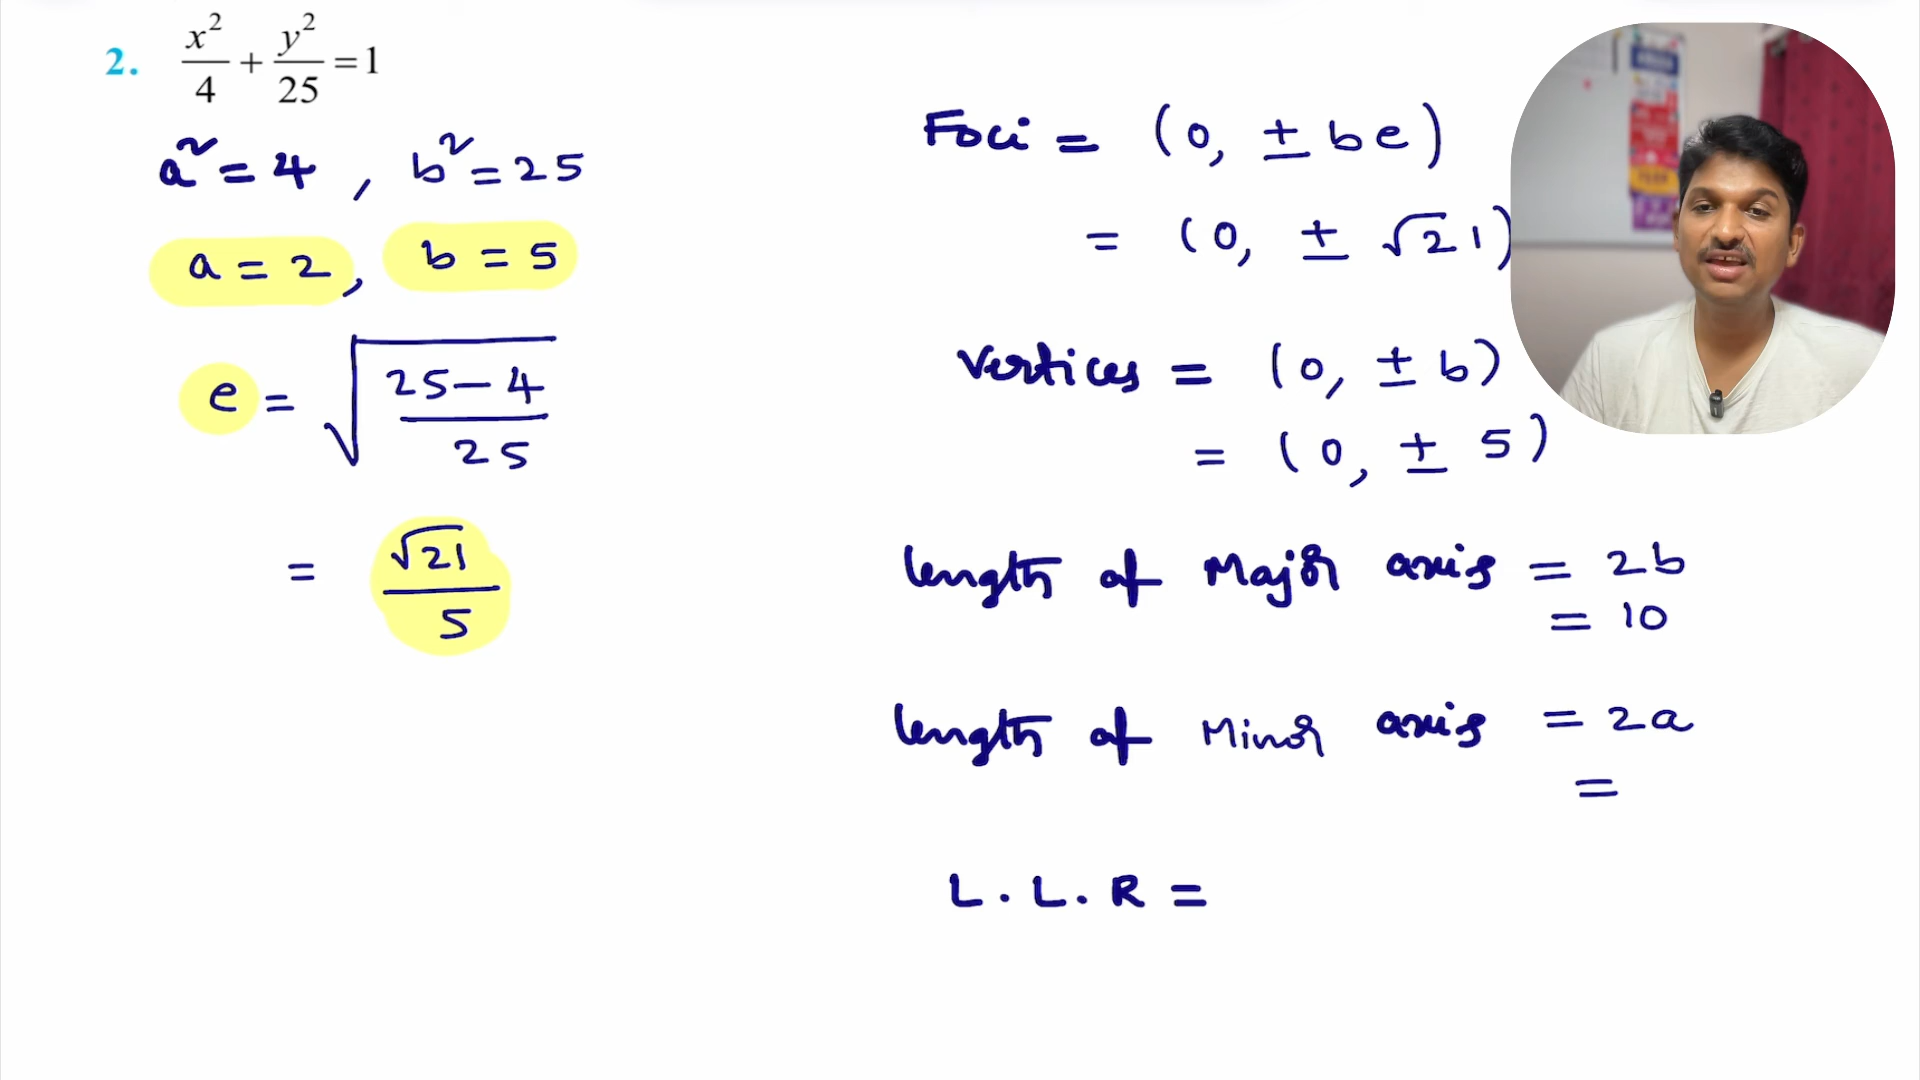 2. x²/4 + y²/25 = 1
a² = 4 , b² = 25
a = 2 , b = 5
e = √((25 – 4)/25)
= √21/5
Foci = (0, ± be)
= (0, ± √21)
Vertices = (0, ± b)
= (0, ± 5)
length of Major axis = 2b
= 10
length of Minor axis = 2a
=
L . L . R =